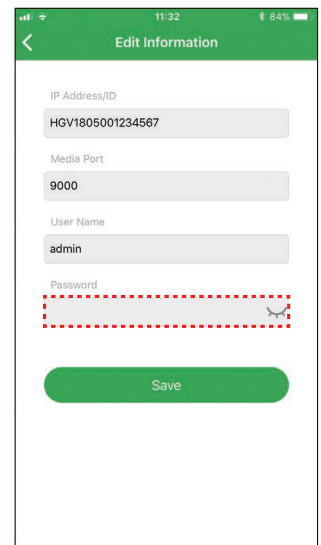 11:32 84%
Edit Information
IP Address/ID
HGV1805001234567
Media Port
9000
User Name
admin
Password
Save